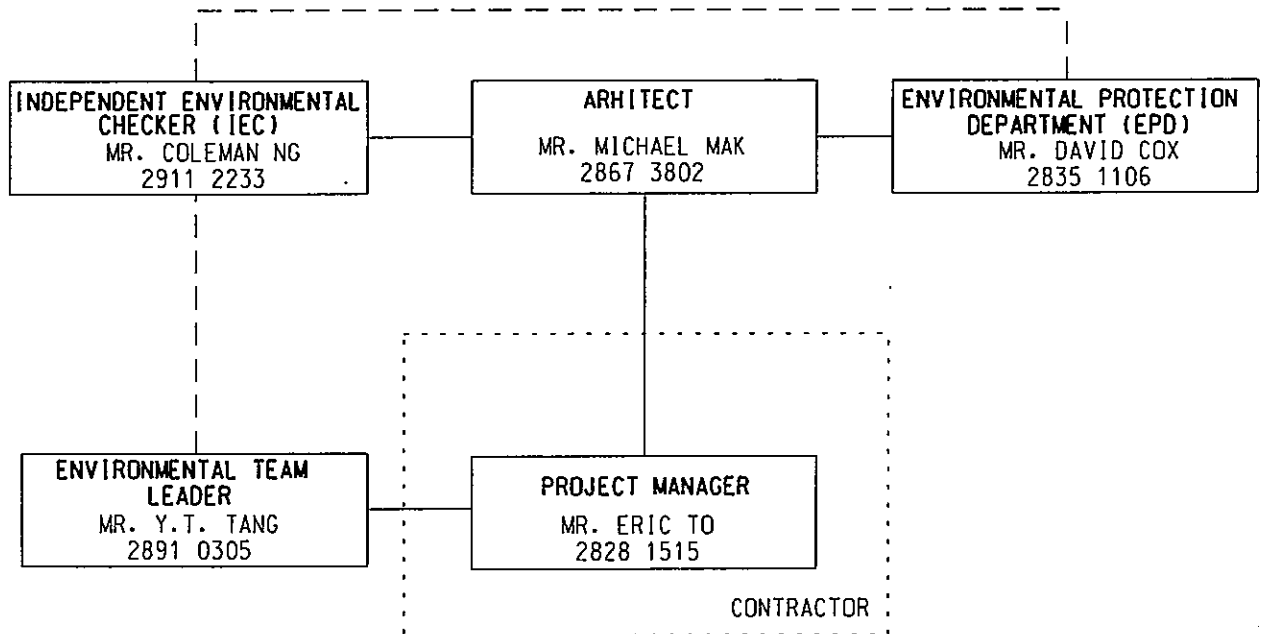 INDEPENDENT ENVIRONMENTAL
CHECKER (IEC)
MR. COLEMAN NG
2911 2233
ARHITECT
MR. MICHAEL MAK
2867 3802
ENVIRONMENTAL PROTECTION
DEPARTMENT (EPD)
MR. DAVID COX
2835 1106
ENVIRONMENTAL TEAM
LEADER
MR. Y.T. TANG
2891 0305
PROJECT MANAGER
MR. ERIC TO
2828 1515
CONTRACTOR